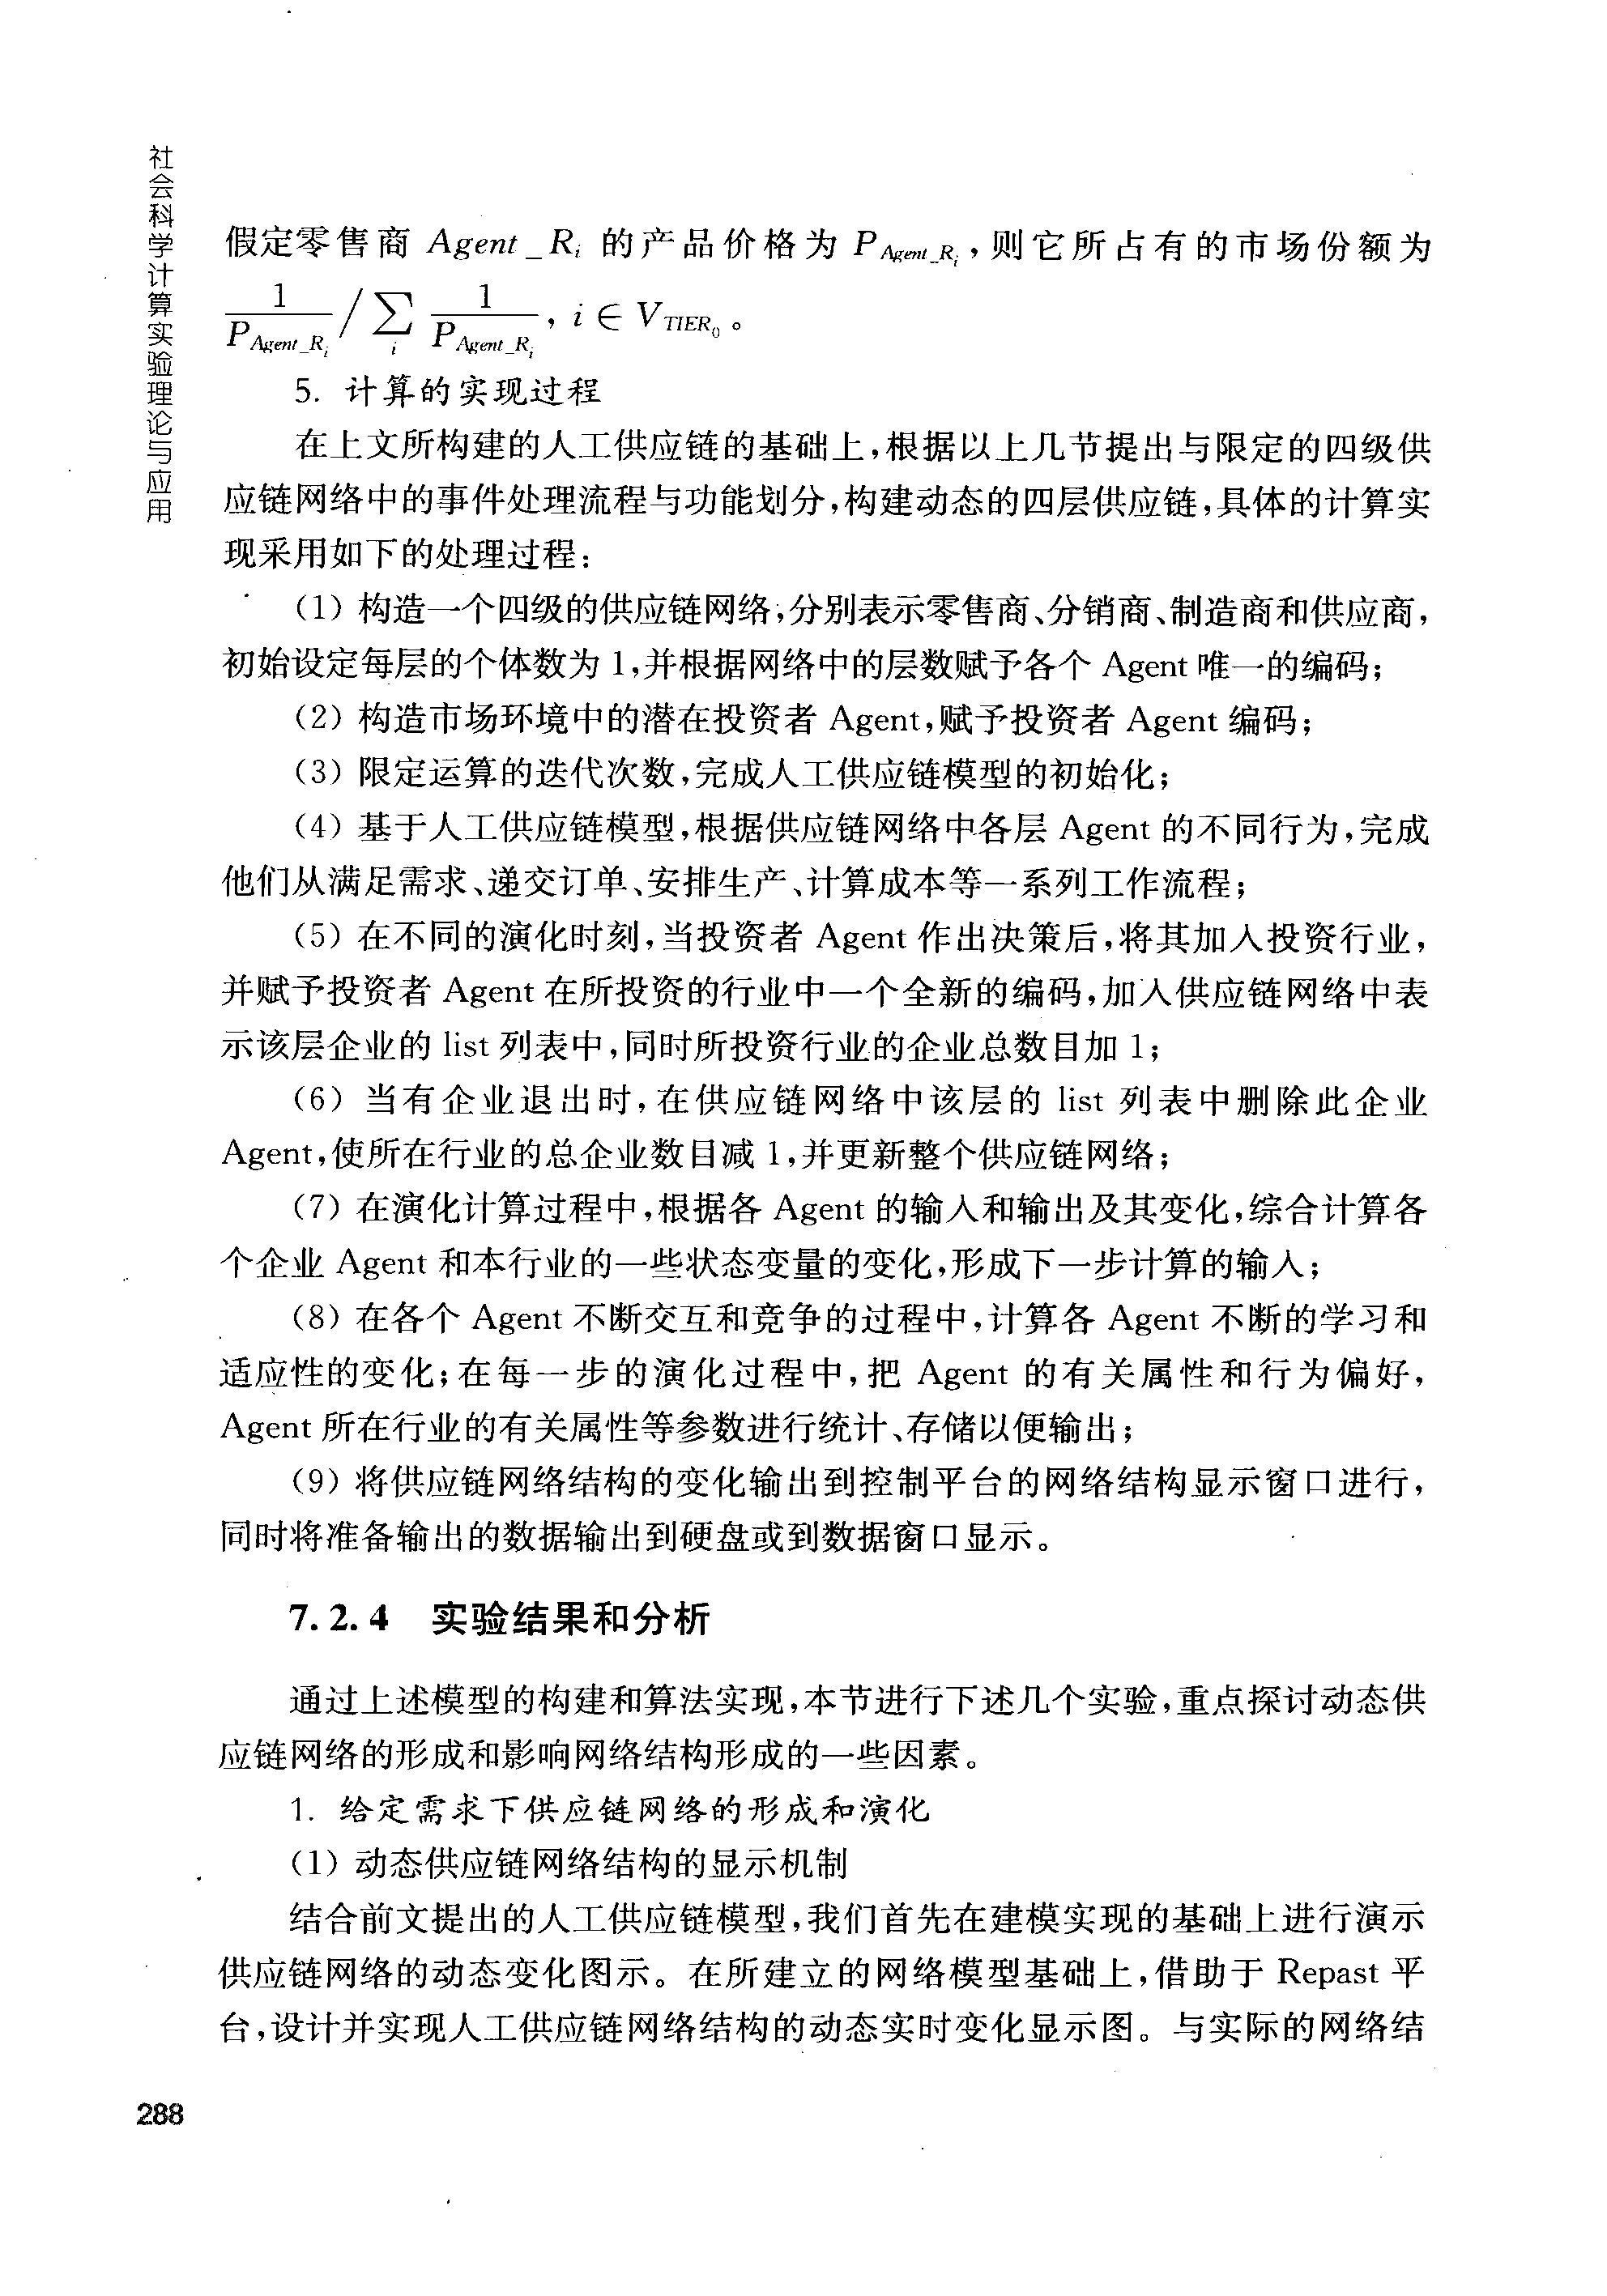 社会科学计算实验理论与应用
假定零售商 Agent_R_i 的产品价格为 P_{Agent_R_i},则它所占有的市场份额为
\frac{1}{P_{Agent\_R_i}} / \sum_i \frac{1}{P_{Agent\_R_i}}, i ∈ V_{TIER_0}。
5. 计算的实现过程
在上文所构建的人工供应链的基础上,根据以上几节提出与限定的四级供
应链网络中的事件处理流程与功能划分,构建动态的四层供应链,具体的计算实
现采用如下的处理过程:
(1) 构造一个四级的供应链网络,分别表示零售商、分销商、制造商和供应商,
初始设定每层的个体数为 1,并根据网络中的层数赋予各个 Agent 唯一的编码;
(2) 构造市场环境中的潜在投资者 Agent,赋予投资者 Agent 编码;
(3) 限定运算的迭代次数,完成人工供应链模型的初始化;
(4) 基于人工供应链模型,根据供应链网络中各层 Agent 的不同行为,完成
他们从满足需求、递交订单、安排生产、计算成本等一系列工作流程;
(5) 在不同的演化时刻,当投资者 Agent 作出决策后,将其加入投资行业,
并赋予投资者 Agent 在所投资的行业中一个全新的编码,加入供应链网络中表
示该层企业的 list 列表中,同时所投资行业的企业总数目加 1;
(6) 当有企业退出时,在供应链网络中该层的 list 列表中删除此企业
Agent,使所在行业的总企业数目减 1,并更新整个供应链网络;
(7) 在演化计算过程中,根据各 Agent 的输入和输出及其变化,综合计算各
个企业 Agent 和本行业的一些状态变量的变化,形成下一步计算的输入;
(8) 在各个 Agent 不断交互和竞争的过程中,计算各 Agent 不断的学习和
适应性的变化;在每一步的演化过程中,把 Agent 的有关属性和行为偏好,
Agent 所在行业的有关属性等参数进行统计、存储以便输出;
(9) 将供应链网络结构的变化输出到控制平台的网络结构显示窗口进行,
同时将准备输出的数据输出到硬盘或到数据窗口显示。
7.2.4 实验结果和分析
通过上述模型的构建和算法实现,本节进行下述几个实验,重点探讨动态供
应链网络的形成和影响网络结构形成的一些因素。
1. 给定需求下供应链网络的形成和演化
(1) 动态供应链网络结构的显示机制
结合前文提出的人工供应链模型,我们首先在建模实现的基础上进行演示
供应链网络的动态变化图示。在所建立的网络模型基础上,借助于 Repast 平
台,设计并实现人工供应链网络结构的动态实时变化显示图。与实际的网络结
288